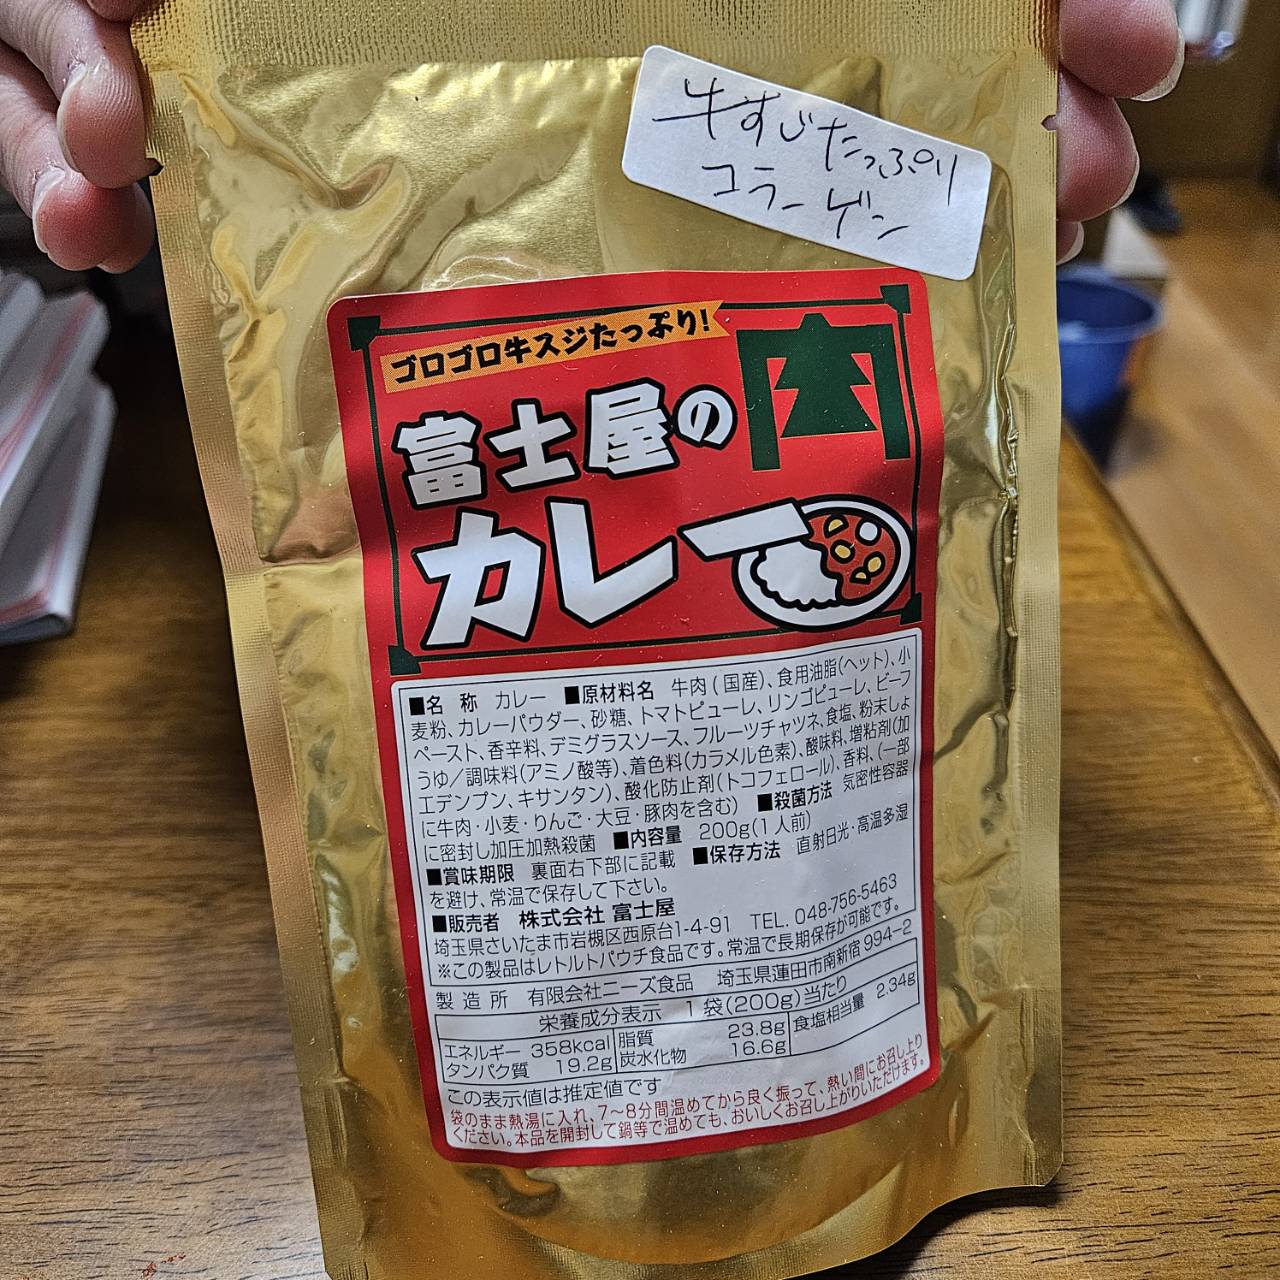 牛すじたっぷり
コラーゲン
ゴロゴロ牛スジたっぷり!
肉
富士屋の
カレー
■名 称 カレー ■原材料名 牛肉(国産)、食用油脂(ヘット)、小
麦粉、カレーパウダー、砂糖、トマトピューレ、リンゴピューレ、ビーフ
ペースト、香辛料、デミグラスソース、フルーツチャツネ、食塩、粉末しょ
うゆ/調味料(アミノ酸等)、着色料(カラメル色素)、酸味料、増粘剤(加
エデンプン、キサンタン)、酸化防止剤(トコフェロール)、香料、(一部
に牛肉・小麦・りんご・大豆・豚肉を含む) ■殺菌方法 気密性容器
に密封し加圧加熱殺菌 ■内容量 200g(1人前)
■賞味期限 裏面右下部に記載 ■保存方法 直射日光・高温多湿
を避け、常温で保存して下さい。
■販売者 株式会社 富士屋
埼玉県さいたま市岩槻区西原台1-4-91 TEL. 048-756-5463
※この製品はレトルトパウチ食品です。常温で長期保存が可能です。
製造所 有限会社ニーズ食品 埼玉県蓮田市南新宿994-2
栄養成分表示 1袋(200g)当たり
エネルギー 358kcal 脂質 23.8g 食塩相当量 2.34g
タンパク質 19.2g 炭水化物 16.6g
この表示値は推定値です
袋のまま熱湯に入れ、7〜8分間温めてから良く振って、熱い間にお召し上り
ください。本品を開封して鍋等で温めても、おいしくお召し上がりいただけます。